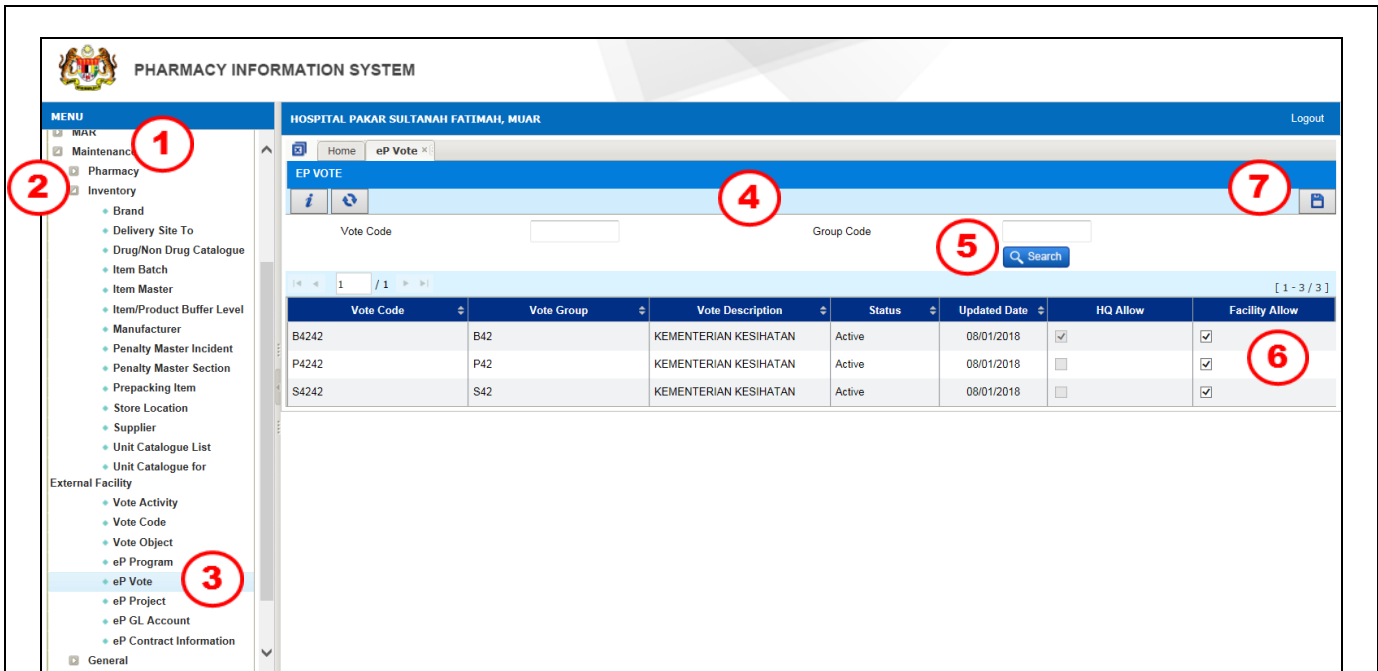 PHARMACY INFORMATION SYSTEM
MENU
MAR
1
Maintenance
2
Pharmacy
Inventory
Brand
Delivery Site To
Drug/Non Drug Catalogue
Item Batch
Item Master
Item/Product Buffer Level
Manufacturer
Penalty Master Incident
Penalty Master Section
Prepacking Item
Store Location
Supplier
Unit Catalogue List
Unit Catalogue for
External Facility
Vote Activity
Vote Code
Vote Object
eP Program
eP Vote
3
eP Project
eP GL Account
eP Contract Information
General
HOSPITAL PAKAR SULTANAH FATIMAH, MUAR Logout
Home eP Vote ×
EP VOTE
i 4 7
Vote Code Group Code
5 Search
1 / 1 [ 1 - 3 / 3 ]
Vote Code Vote Group Vote Description Status Updated Date HQ Allow Facility Allow
B4242 B42 KEMENTERIAN KESIHATAN Active 08/01/2018
P4242 P42 KEMENTERIAN KESIHATAN Active 08/01/2018 6
S4242 S42 KEMENTERIAN KESIHATAN Active 08/01/2018